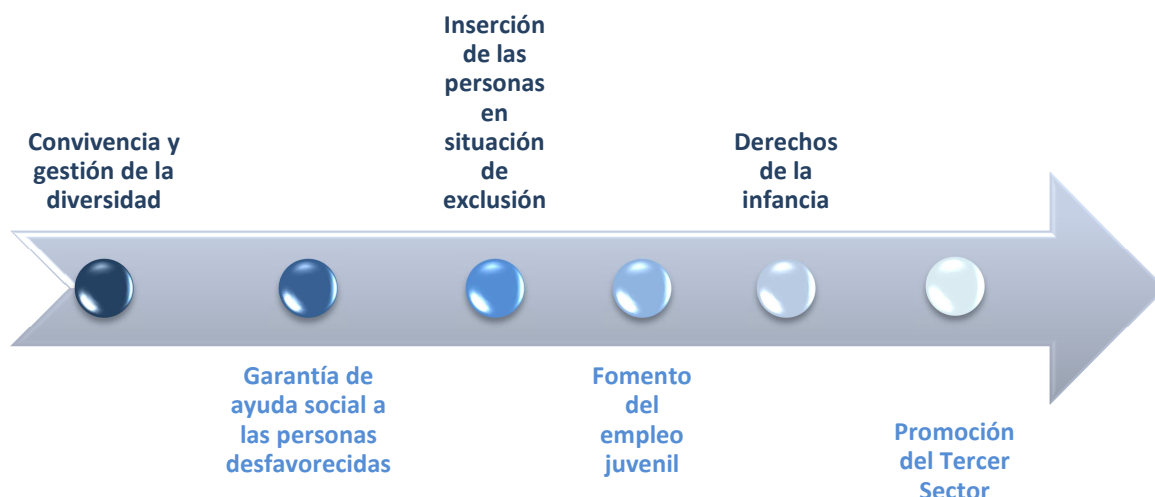 Convivencia y
gestión de la
diversidad
Garantía de
ayuda social a
las personas
desfavorecidas
Inserción
de las
personas
en
situación
de
exclusión
Fomento
del
empleo
juvenil
Derechos
de la
infancia
Promoción
del Tercer
Sector